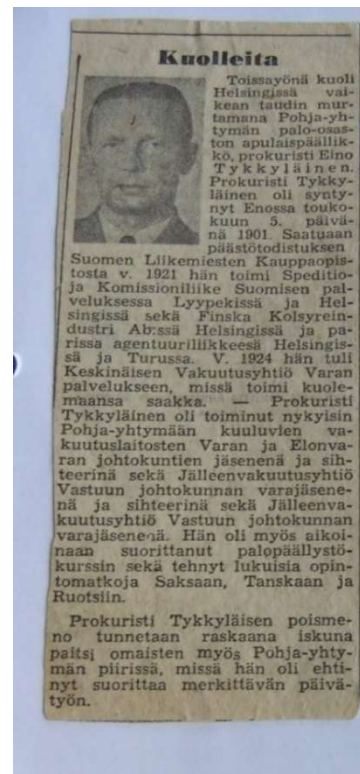 Kuolleita
Toissayönä kuoli
Helsingissä vai-
kean taudin mur-
tamana Pohja-yh-
tymän palo-osas-
ton apulaispäällik-
kö, prokuristi Eino
Tykkyläinen.
Prokuristi Tykky-
läinen oli synty-
nyt Enossa touko-
kuun 5. päivä-
nä 1901. Saatuaan
päästötodistuksen
Suomen Liikemiesten Kauppaopis-
tosta v. 1921 hän toimi Speditio-
ja Komissioniliike Suomisen pal-
veluksessa Lyypekissä ja Hel-
singissä sekä Finska Kolsyrein-
dustri Ab:ssä Helsingissä ja pa-
rissa agentuuriliikkeesä Helsingis-
sä ja Turussa. V. 1924 hän tuli
Keskinäisen Vakuutusyhtiö Varan
palvelukseen, missä toimi kuole-
maansa saakka. — Prokuristi
Tykkyläinen oli toiminut nykyisin
Pohja-yhtymään kuuluvien va-
kuutuslaitosten Varan ja Elonva-
ran johtokuntien jäsenenä ja sih-
teerinä sekä Jälleenvakuutusyhtiö
Vastuun johtokunnan varajäsene-
nä ja sihteerinä sekä Jälleenva-
kuutusyhtiö Vastuun johtokunnan
varajäsenenä. Hän oli myös aikoi-
naan suorittanut palopäällystö-
kurssin sekä tehnyt lukuisia opin-
tomatkoja Saksaan, Tanskaan ja
Ruotsiin.
Prokuristi Tykkyläisen poisme-
no tunnetaan raskaana iskuna
paitsi omaisten myös Pohja-yhty-
män piirissä, missä hän oli ehti-
nyt suorittaa merkittävän päivä-
työn.